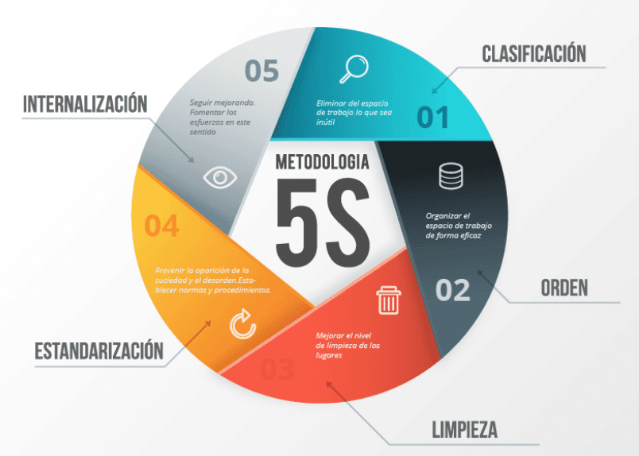 CLASIFICACIÓN
01
Eliminar del espacio
de trabajo lo que sea
inútil
METODOLOGIA
5S
ORDEN
02
Organizar el
espacio de trabajo
de forma eficaz
LIMPIEZA
03
Mejorar el nivel
de limpieza de los
lugares
ESTANDARIZACIÓN
04
Prevenir la aparición de la
suciedad y el desorden.Esta-
blecer normas y procedimientos.
INTERNALIZACIÓN
05
Seguir mejorando.
Fomentar los
esfuerzos en este
sentido